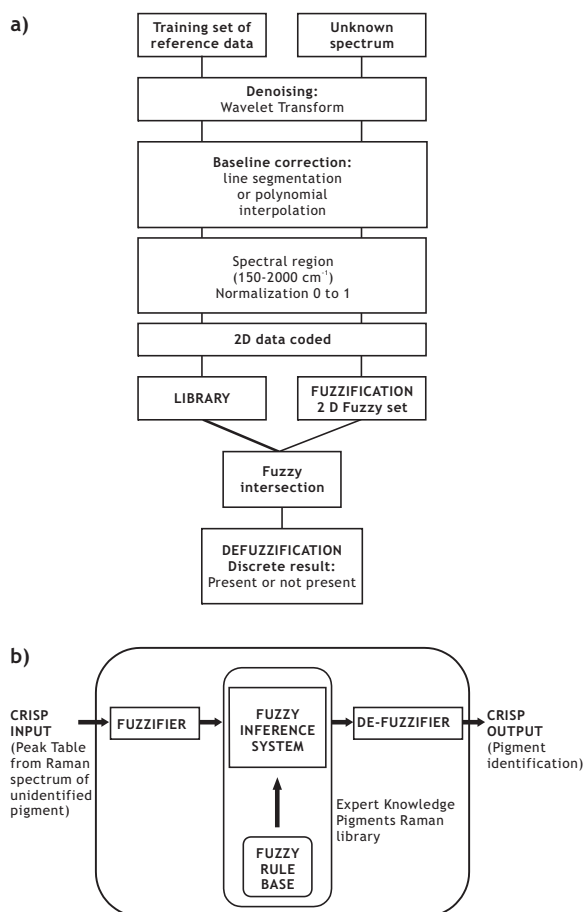 a)
Training set of
reference data
Unknown
spectrum
Denoising:
Wavelet Transform
Baseline correction:
line segmentation
or polynomial
interpolation
Spectral region
(150-2000 cm⁻¹)
Normalization 0 to 1
2D data coded
LIBRARY
FUZZIFICATION
2 D Fuzzy set
Fuzzy
intersection
DEFUZZIFICATION
Discrete result:
Present or not present
b)
CRISP
INPUT
(Peak Table
from Raman
spectrum of
unidentified
pigment)
FUZZIFIER
FUZZY
INFERENCE
SYSTEM
DE-FUZZIFIER
CRISP
OUTPUT
(Pigment
identification)
Expert Knowledge
Pigments Raman
library
FUZZY
RULE
BASE